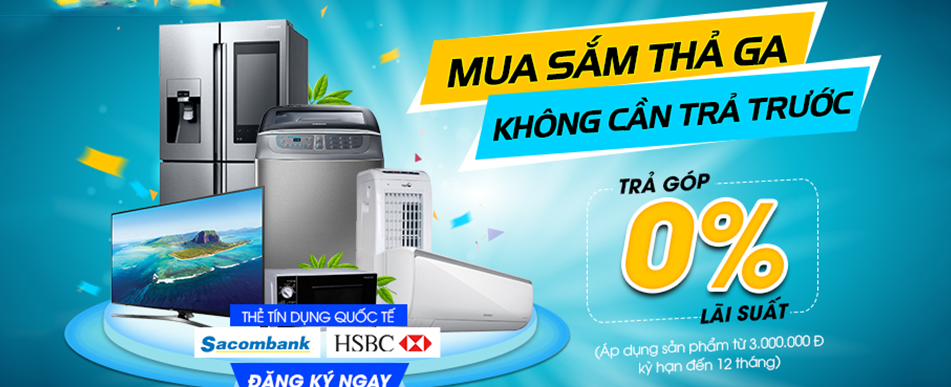 MUA SẮM THẢ GA
KHÔNG CẦN TRẢ TRƯỚC
TRẢ GÓP
0%
LÃI SUẤT
(Áp dụng sản phẩm từ 3.000.000 Đ
kỳ hạn đến 12 tháng)
THẺ TÍN DỤNG QUỐC TẾ
Sacombank HSBC
ĐĂNG KÝ NGAY